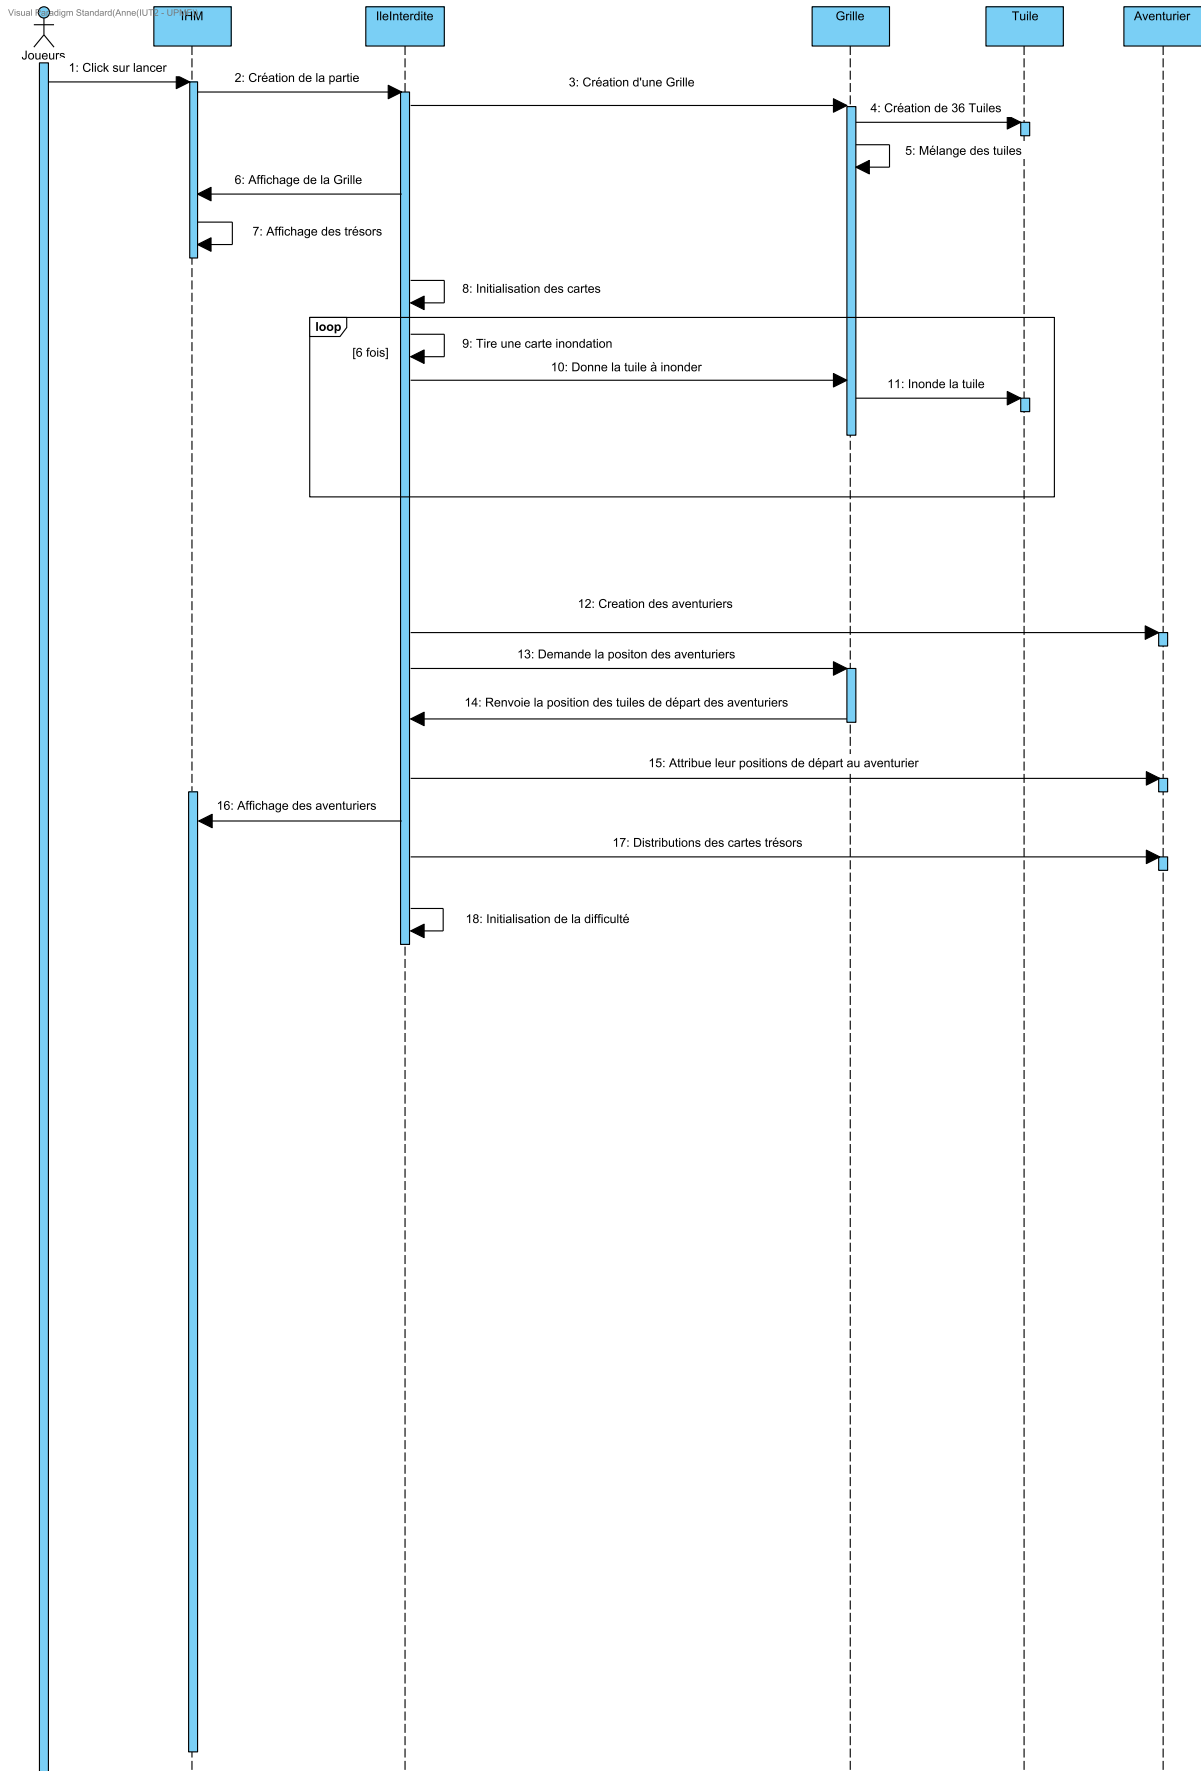 Visual Paradigm Standard(Anne(IUT2 - UPMF))
Joueurs
IHM
IleInterdite
Grille
Tuile
Aventurier
1: Click sur lancer
2: Création de la partie
3: Création d'une Grille
4: Création de 36 Tuiles
5: Mélange des tuiles
6: Affichage de la Grille
7: Affichage des trésors
8: Initialisation des cartes
loop
[6 fois]
9: Tire une carte inondation
10: Donne la tuile à inonder
11: Inonde la tuile
12: Creation des aventuriers
13: Demande la positon des aventuriers
14: Renvoie la position des tuiles de départ des aventuriers
15: Attribue leur positions de départ au aventurier
16: Affichage des aventuriers
17: Distributions des cartes trésors
18: Initialisation de la difficulté